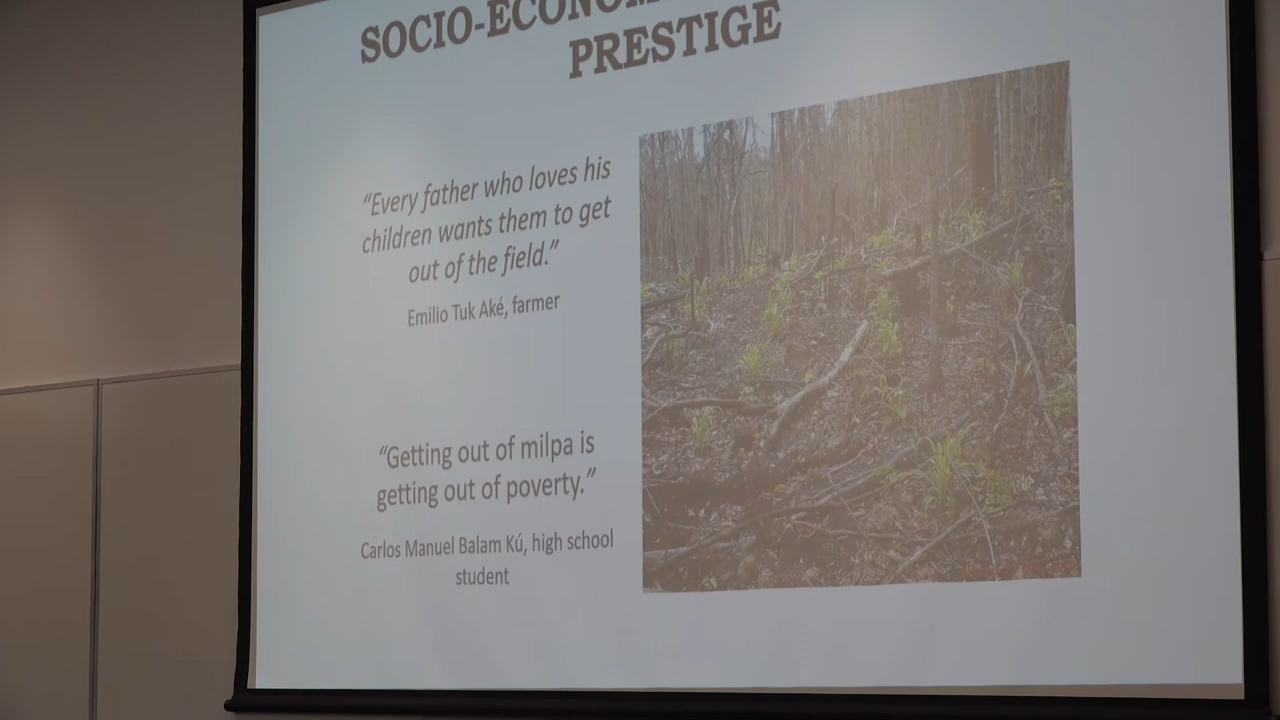 SOCIO-ECONOM
PRESTIGE
“Every father who loves his
children wants them to get
out of the field.”
Emilio Tuk Aké, farmer
“Getting out of milpa is
getting out of poverty.”
Carlos Manuel Balam Kú, high school
student